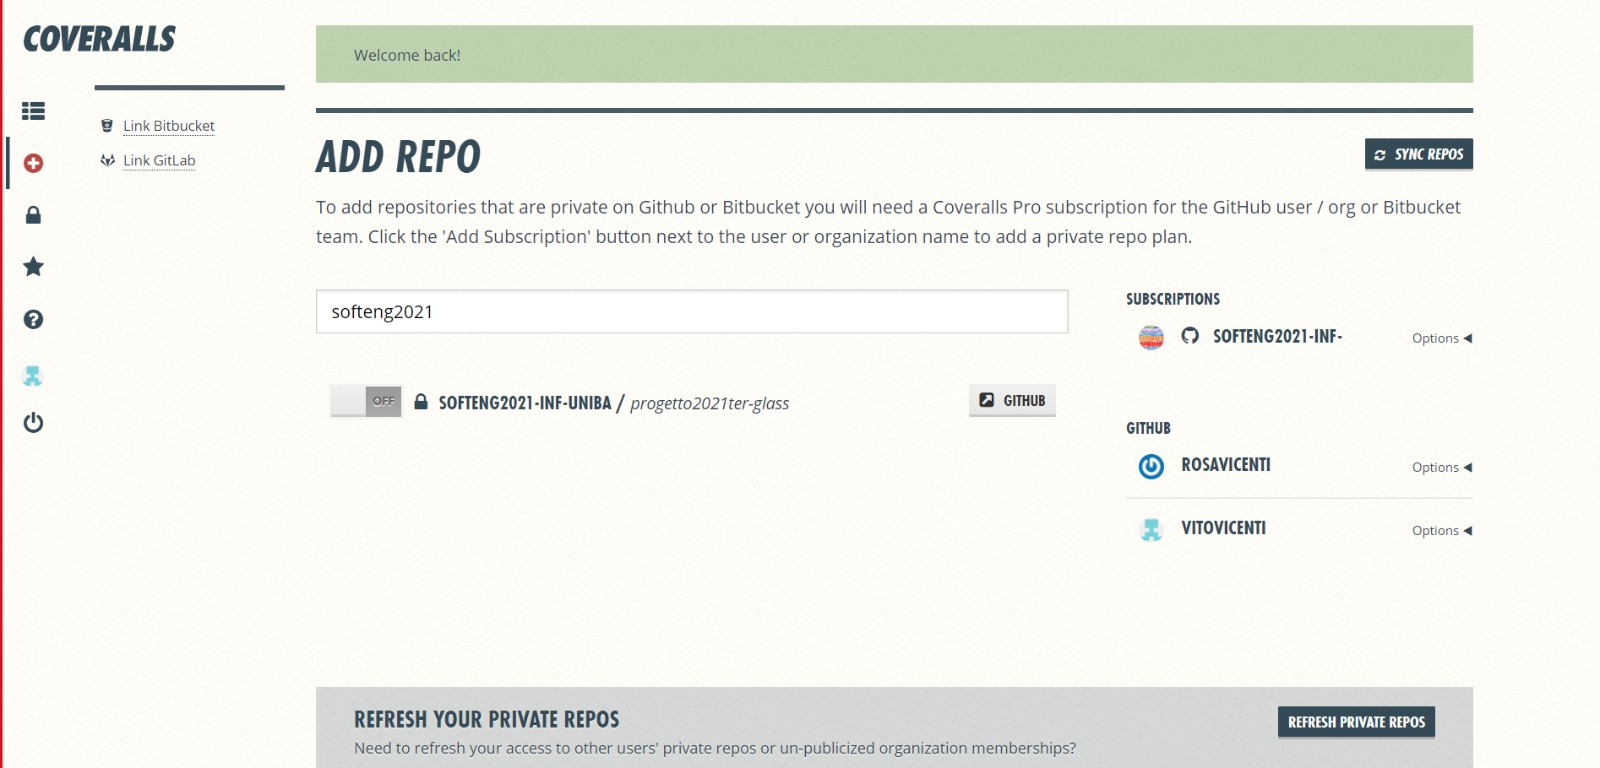 COVERALLS
Welcome back!
Link Bitbucket
Link GitLab
ADD REPO
SYNC REPOS
To add repositories that are private on Github or Bitbucket you will need a Coveralls Pro subscription for the GitHub user / org or Bitbucket
team. Click the 'Add Subscription' button next to the user or organization name to add a private repo plan.
softeng2021
OFF
SOFTENG2021-INF-UNIBA / progetto2021ter-glass
GITHUB
SUBSCRIPTIONS
SOFTENG2021-INF-
Options
GITHUB
ROSAVICENTI
Options
VITOVICENTI
Options
REFRESH YOUR PRIVATE REPOS
Need to refresh your access to other users' private repos or un-publicized organization memberships?
REFRESH PRIVATE REPOS